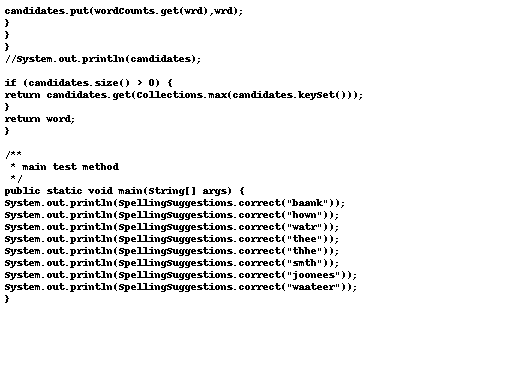 candidates.put(wordCounts.get(wrd),wrd);
}
}
}
//System.out.println(candidates);
if (candidates.size() > 0) {
return candidates.get(Collections.max(candidates.keySet()));
}
return word;
}
/**
* main test method
*/
public static void main(String[] args) {
System.out.println(SpellingSuggestions.correct("bamk"));
System.out.println(SpellingSuggestions.correct("hown"));
System.out.println(SpellingSuggestions.correct("watr"));
System.out.println(SpellingSuggestions.correct("thee"));
System.out.println(SpellingSuggestions.correct("thhe"));
System.out.println(SpellingSuggestions.correct("smth"));
System.out.println(SpellingSuggestions.correct("joomees"));
System.out.println(SpellingSuggestions.correct("waateer"));
}